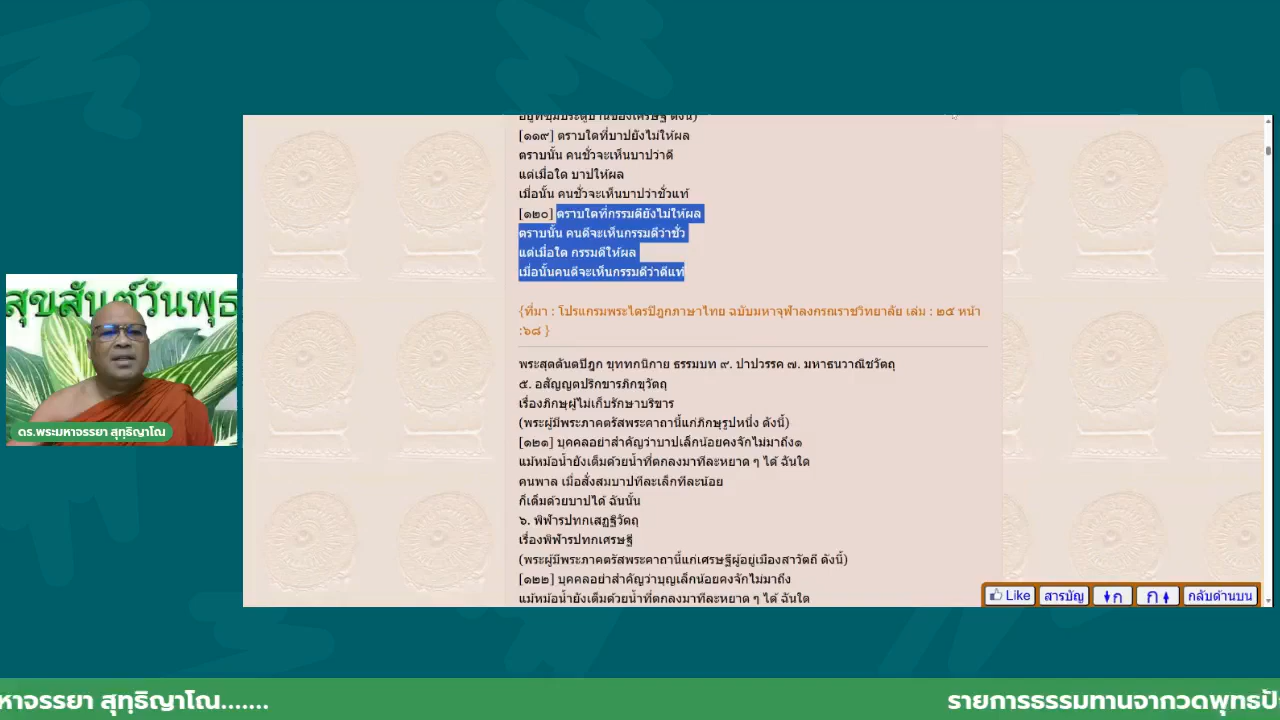 อยู่ที่ซุ้มประตูบ้านของเศรษฐี ดังนี้)
[๑๑๙] ตราบใดที่บาปยังไม่ให้ผล
ตราบนั้น คนชั่วจะเห็นบาปว่าดี
แต่เมื่อใด บาปให้ผล
เมื่อนั้น คนชั่วจะเห็นบาปว่าชั่วแท้
[๑๒๐] ตราบใดที่กรรมดียังไม่ให้ผล
ตราบนั้น คนดีจะเห็นกรรมดีว่าชั่ว
แต่เมื่อใด กรรมดีให้ผล
เมื่อนั้นคนดีจะเห็นกรรมดีว่าดีแท้
{ที่มา : โปรแกรมพระไตรปิฎกภาษาไทย ฉบับมหาจุฬาลงกรณราชวิทยาลัย เล่ม : ๒๕ หน้า
:๖๘ }
พระสุตตันตปิฎก ขุททกนิกาย ธรรมบท ๙. ปาปวรรค ๗. มหาธนวาณิชวัตถุ
๕. อสัญญตปริกขารภิกขุวัตถุ
เรื่องภิกษุผู้ไม่เก็บรักษาบริขาร
(พระผู้มีพระภาคตรัสพระคาถานี้แก่ภิกษุรูปหนึ่ง ดังนี้)
[๑๒๑] บุคคลอย่าสำคัญว่าบาปเล็กน้อยคงจักไม่มาถึง๑
แม้หม้อน้ำยังเต็มด้วยน้ำที่ตกลงมาทีละหยาด ๆ ได้ ฉันใด
คนพาล เมื่อสั่งสมบาปทีละเล็กทีละน้อย
ก็เต็มด้วยบาปได้ ฉันนั้น
๖. พิฬารปทกเสฏฐิวัตถุ
เรื่องพิฬารปทกเศรษฐี
(พระผู้มีพระภาคตรัสพระคาถานี้แก่เศรษฐีผู้อยู่เมืองสาวัตถี ดังนี้)
[๑๒๒] บุคคลอย่าสำคัญว่าบุญเล็กน้อยคงจักไม่มาถึง
แม้หม้อน้ำยังเต็มด้วยน้ำที่ตกลงมาทีละหยาด ๆ ได้ ฉันใด
Like สารบัญ ก ก กลับด้านบน
สุขสันต์วันพุธ
ดร.พระมหาจรรยา สุทฺธิญาโณ
หาจรรยา สุทฺธิญาโณ....... รายการธรรมทานจากวดพุทธปั